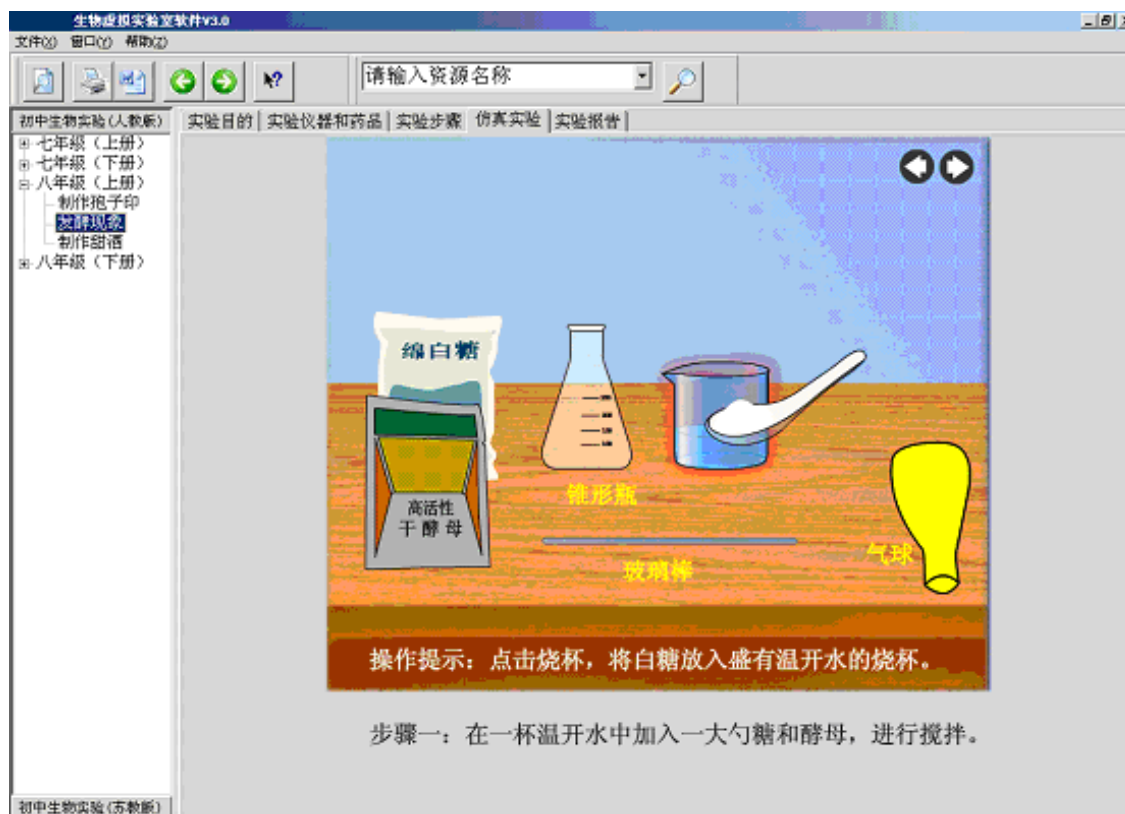 生物虚拟实验室软件V3.0
文件(X) 窗口(Y) 帮助(Z)
请输入资源名称
初中生物实验(人教版)
实验目的 实验仪器和药品 实验步骤 仿真实验 实验报告
七年级（上册）
七年级（下册）
八年级（上册）
制作孢子印
发酵现象
制作甜酒
八年级（下册）
绵白糖
高活性
干酵母
锥形瓶
玻璃棒
气球
操作提示：点击烧杯，将白糖放入盛有温开水的烧杯。
步骤一：在一杯温开水中加入一大勺糖和酵母，进行搅拌。
初中生物实验(苏教版)